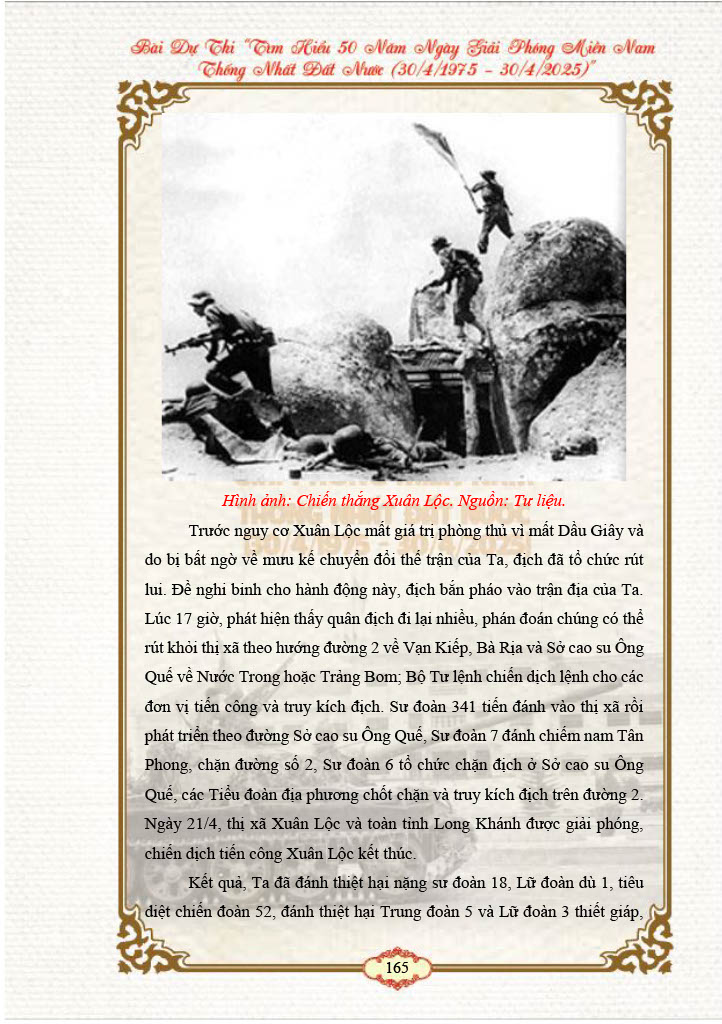 Bài Dự Thi “Tìm Hiểu 50 Năm Ngày Giải Phóng Miền Nam
Thống Nhất Đất Nước (30/4/1975 – 30/4/2025)”
Hình ảnh: Chiến thắng Xuân Lộc. Nguồn: Tư liệu.
Trước nguy cơ Xuân Lộc mất giá trị phòng thủ vì mất Dầu Giây và
do bị bất ngờ về mưu kế chuyển đổi thế trận của Ta, địch đã tổ chức rút
lui. Để nghi binh cho hành động này, địch bắn pháo vào trận địa của Ta.
Lúc 17 giờ, phát hiện thấy quân địch đi lại nhiều, phán đoán chúng có thể
rút khỏi thị xã theo hướng đường 2 về Vạn Kiếp, Bà Rịa và Sở cao su Ông
Quế về Nước Trong hoặc Trảng Bom; Bộ Tư lệnh chiến dịch lệnh cho các
đơn vị tiến công và truy kích địch. Sư đoàn 341 tiến đánh vào thị xã rồi
phát triển theo đường Sở cao su Ông Quế, Sư đoàn 7 đánh chiếm nam Tân
Phong, chặn đường số 2, Sư đoàn 6 tổ chức chặn địch ở Sở cao su Ông
Quế, các Tiểu đoàn địa phương chốt chặn và truy kích địch trên đường 2.
Ngày 21/4, thị xã Xuân Lộc và toàn tỉnh Long Khánh được giải phóng,
chiến dịch tiến công Xuân Lộc kết thúc.
Kết quả, Ta đã đánh thiệt hại nặng sư đoàn 18, Lữ đoàn dù 1, tiêu
diệt chiến đoàn 52, đánh thiệt hại Trung đoàn 5 và Lữ đoàn 3 thiết giáp,
165